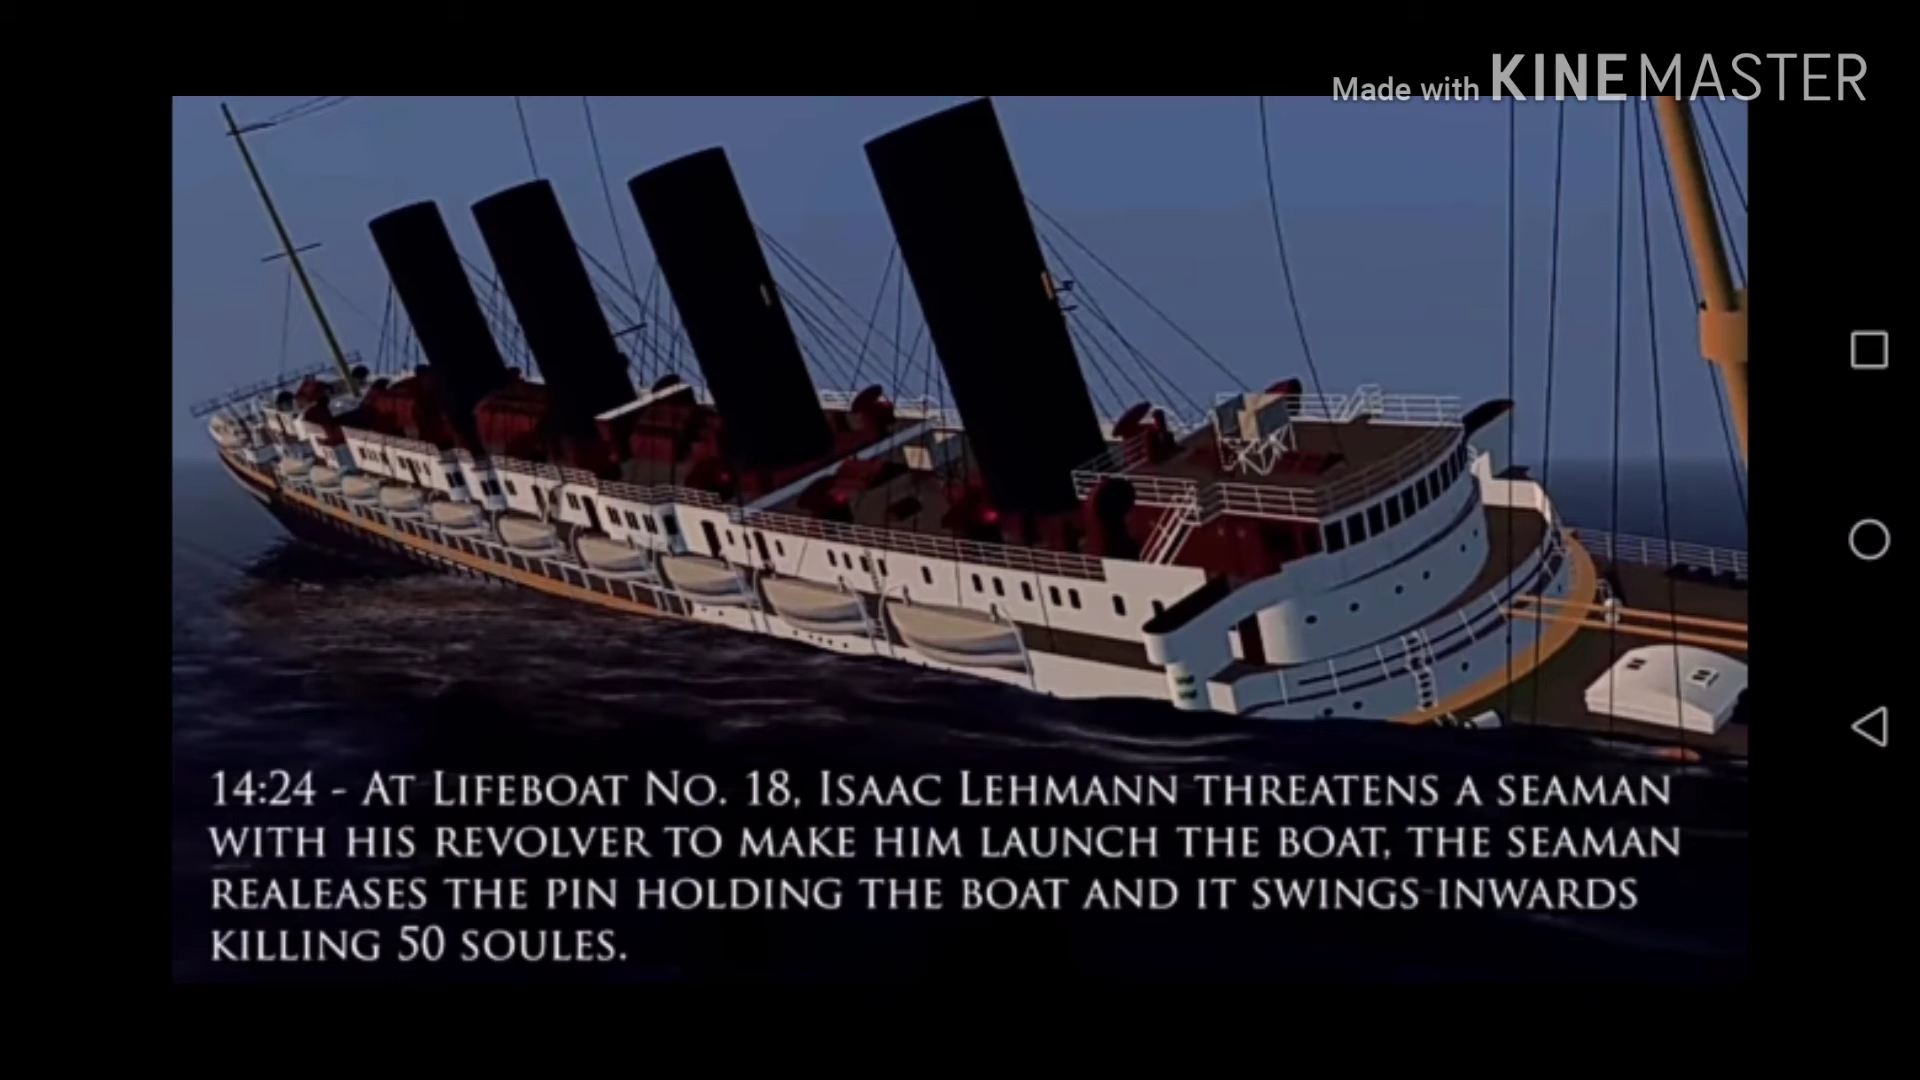 Made with KINEMASTER
14:24 - At Lifeboat No. 18, Isaac Lehmann threatens a seaman
with his revolver to make him launch the boat, the seaman
realeases the pin holding the boat and it swings inwards
killing 50 soules.